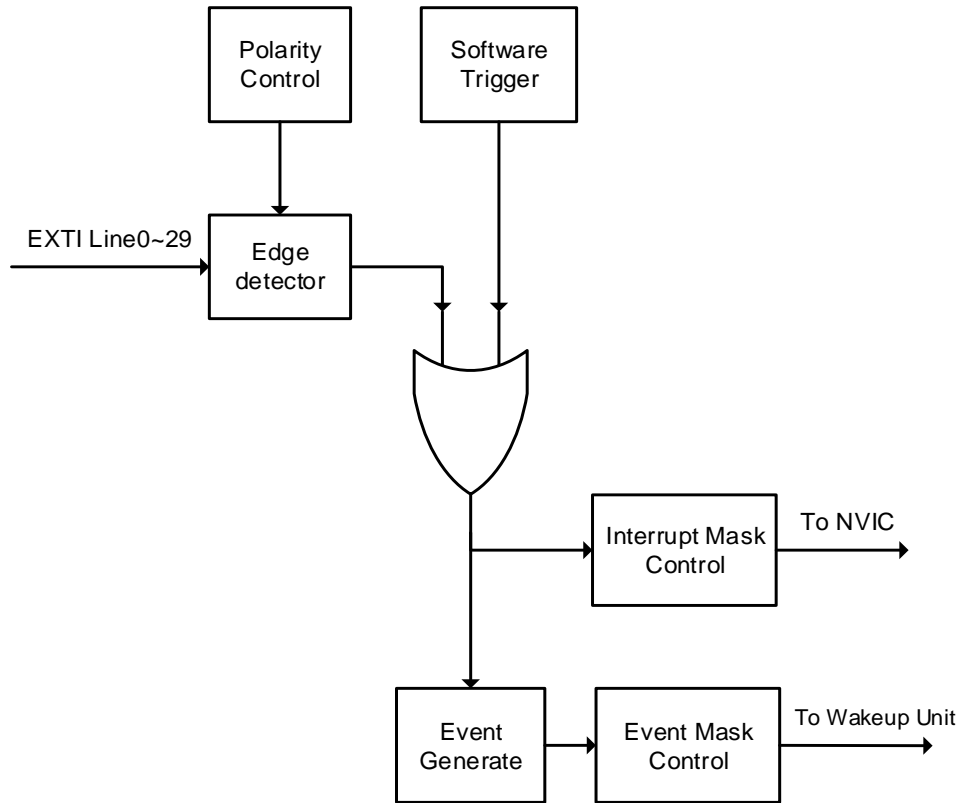 Polarity
Control
Software
Trigger
EXTI Line0~29
Edge
detector
Interrupt Mask
Control
To NVIC
Event
Generate
Event Mask
Control
To Wakeup Unit